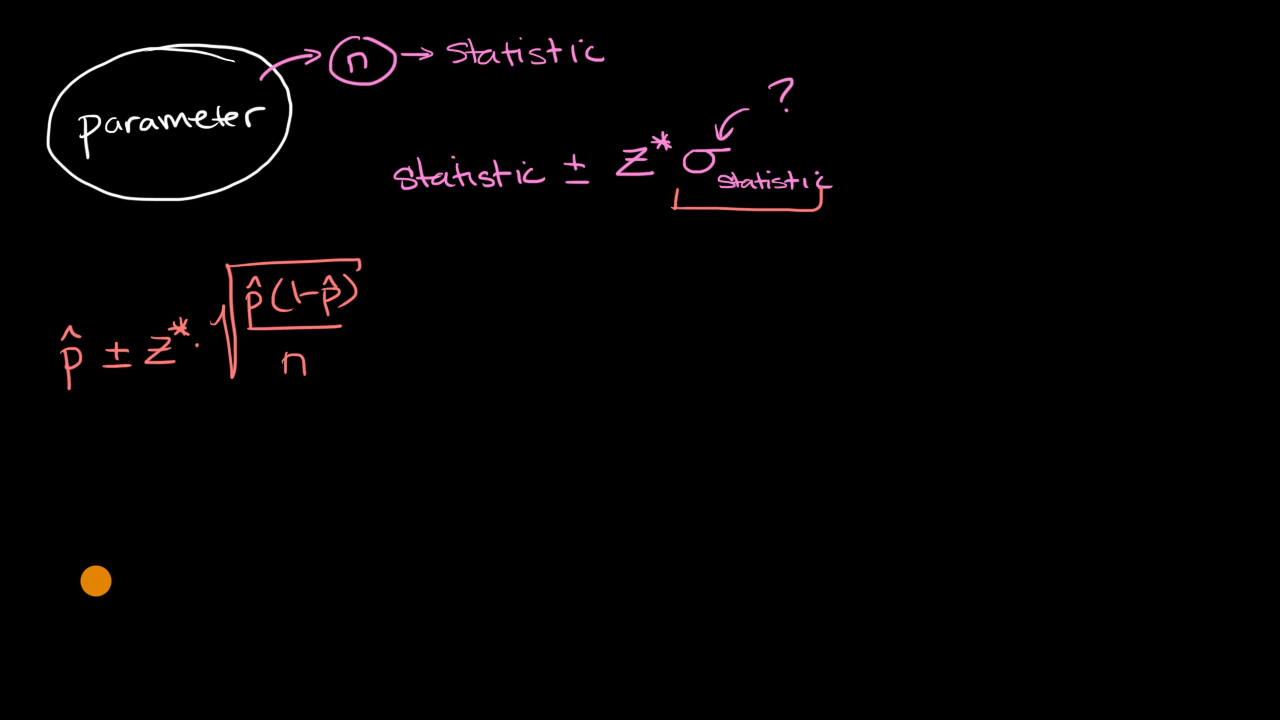 parameter → n → statistic
?
statistic ± z* σ statistic
p̂ ± z* · √ p̂(1-p̂)
n